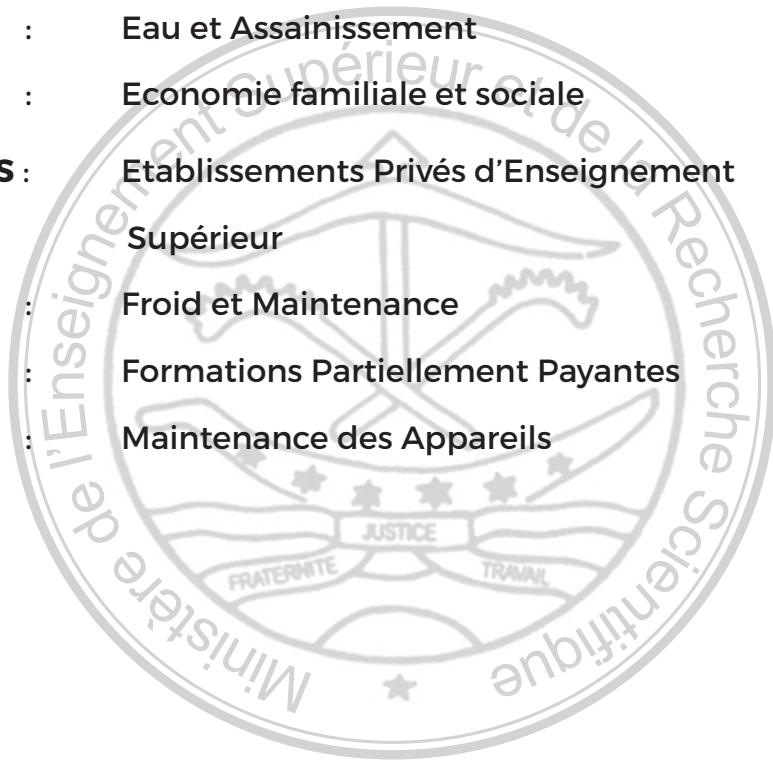 : Eau et Assainissement
: Economie familiale et sociale
S : Etablissements Privés d’Enseignement
Supérieur
: Froid et Maintenance
: Formations Partiellement Payantes
: Maintenance des Appareils
Ministère de l'Enseignement Supérieur et de la Recherche Scientifique
JUSTICE
FRATERNITE
TRAVAIL